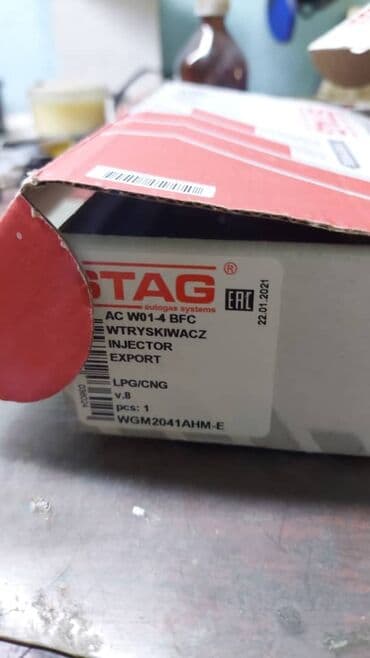 STAG
STAG®
autogas systems
EAC
22.01.2021
AC W01-4 BFC
WTRYSKIWACZ
INJECTOR
EXPORT
LPG/CNG
v.8
pcs: 1
WGM2041AHM-E